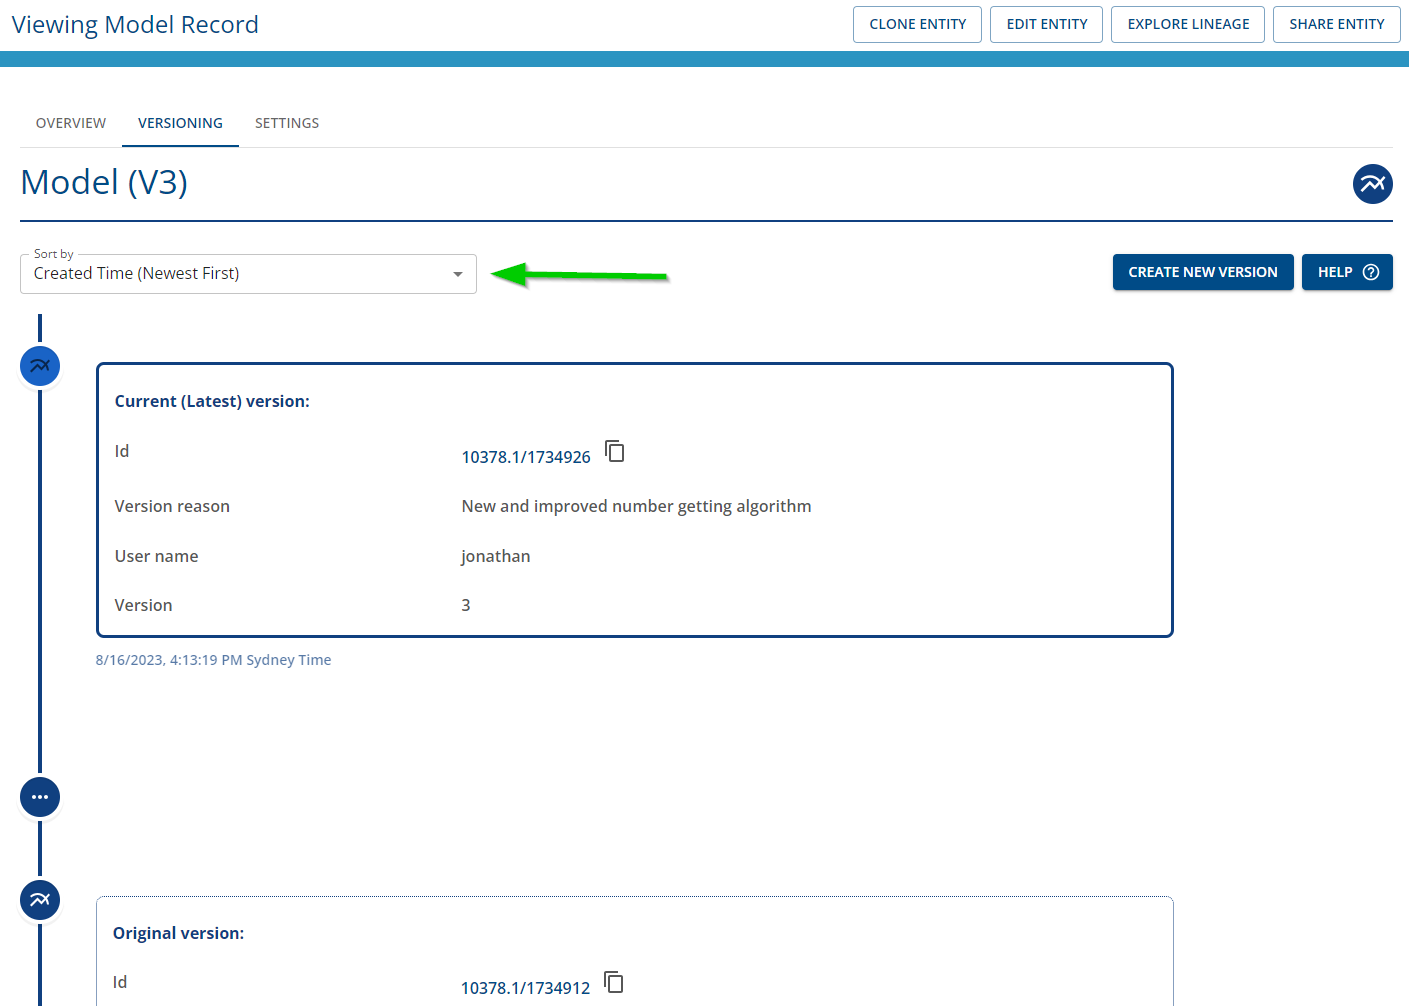 Viewing Model Record
CLONE ENTITY
EDIT ENTITY
EXPLORE LINEAGE
SHARE ENTITY
OVERVIEW
VERSIONING
SETTINGS
Model (V3)
Sort by
Created Time (Newest First)
CREATE NEW VERSION
HELP
Current (Latest) version:
Id 10378.1/1734926
Version reason New and improved number getting algorithm
User name jonathan
Version 3
8/16/2023, 4:13:19 PM Sydney Time
Original version:
Id 10378.1/1734912